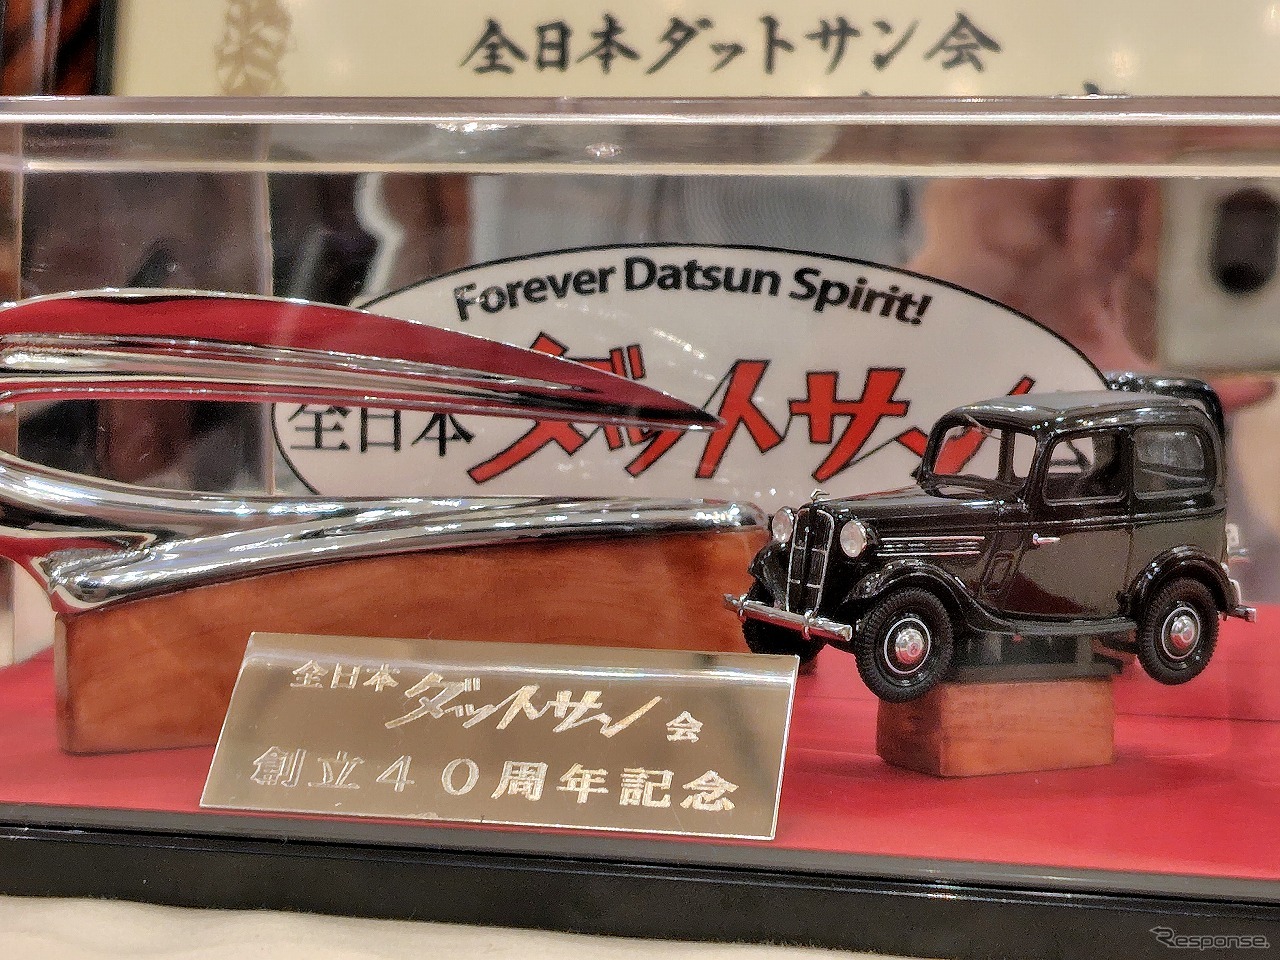 全日本ダットサン会
Forever Datsun Spirit!
全日本ダットサン会
全日本ダットサン会
創立40周年記念
Response.